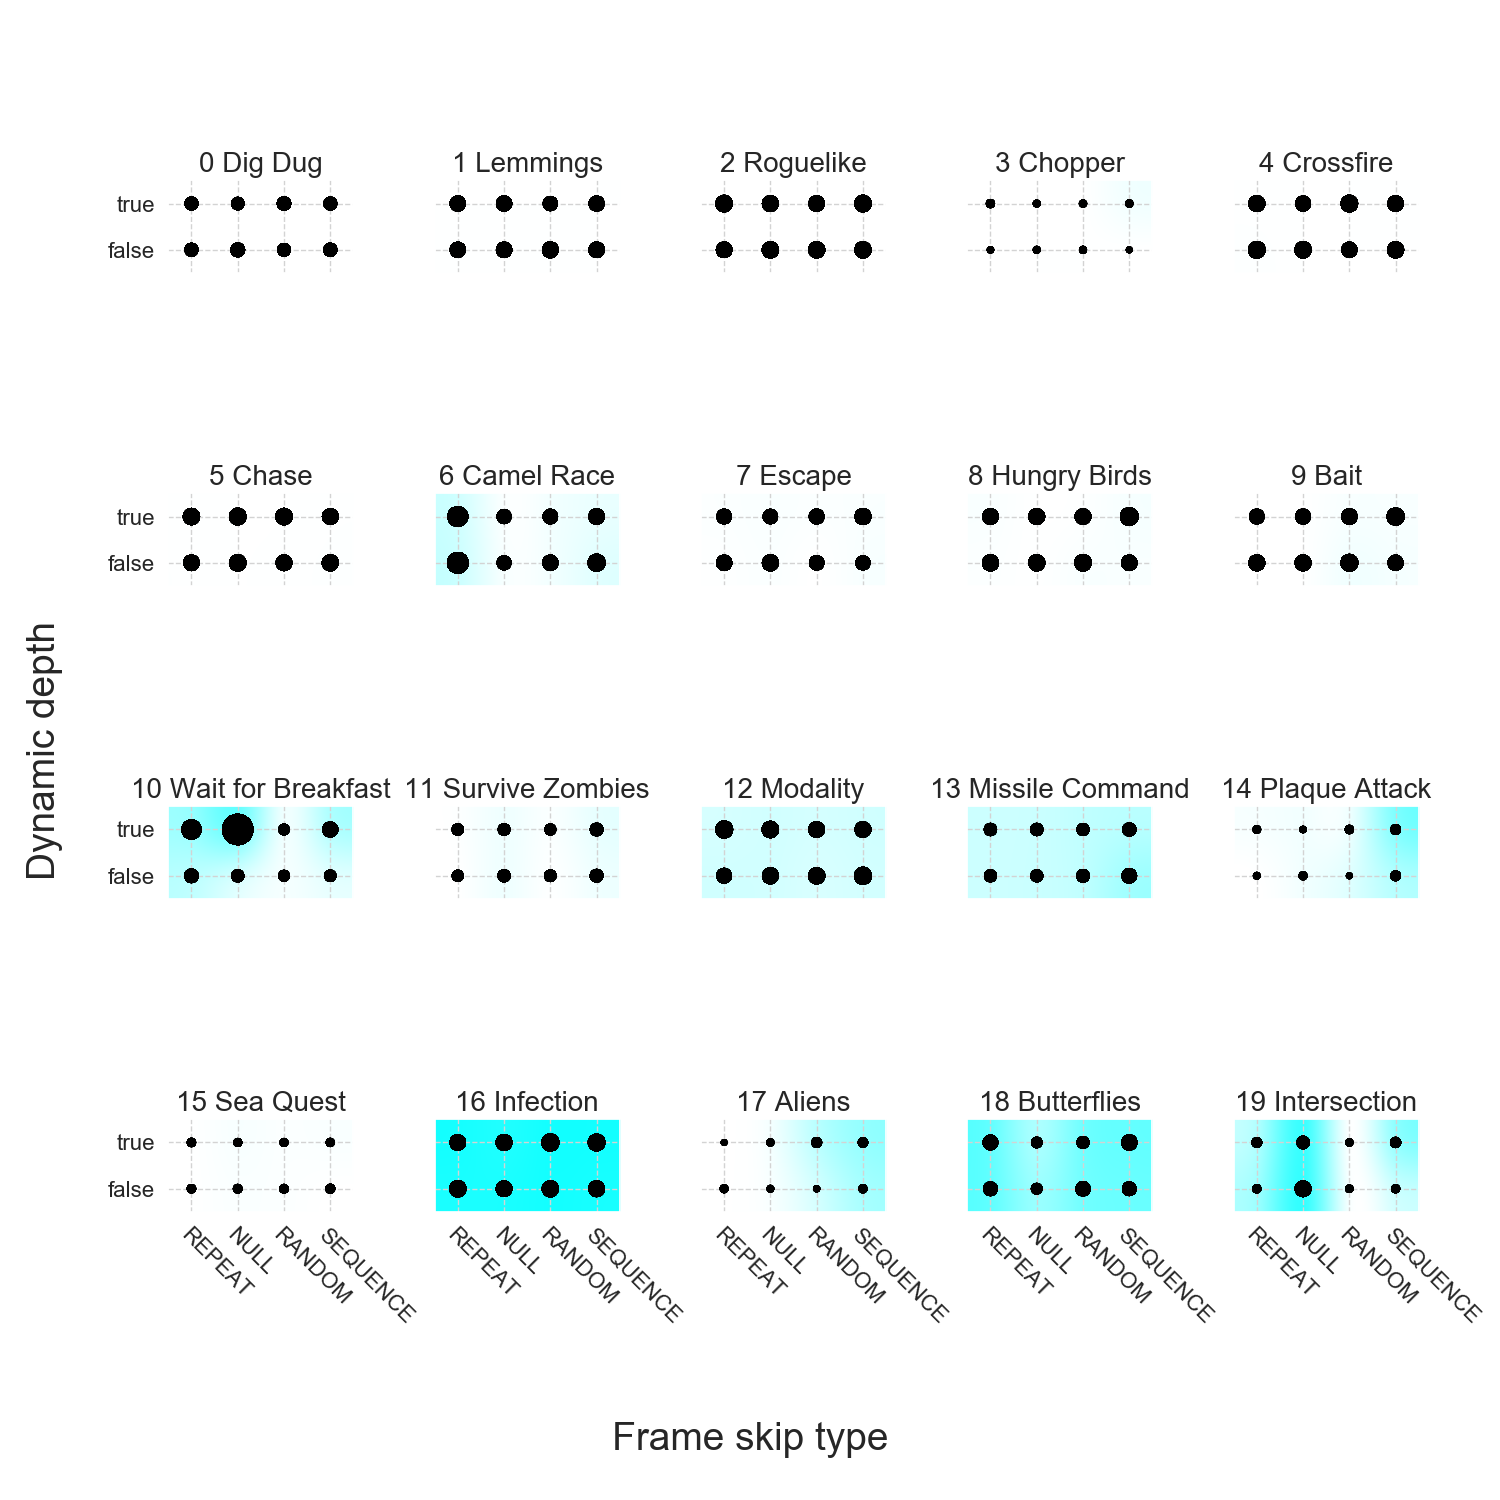 0 Dig Dug
1 Lemmings
2 Roguelike
3 Chopper
4 Crossfire
true
false
5 Chase
6 Camel Race
7 Escape
8 Hungry Birds
9 Bait
true
false
Dynamic depth
10 Wait for Breakfast
11 Survive Zombies
12 Modality
13 Missile Command
14 Plaque Attack
true
false
15 Sea Quest
16 Infection
17 Aliens
18 Butterflies
19 Intersection
true
false
REPEAT
NULL
RANDOM
SEQUENCE
REPEAT
NULL
RANDOM
SEQUENCE
REPEAT
NULL
RANDOM
SEQUENCE
REPEAT
NULL
RANDOM
SEQUENCE
REPEAT
NULL
RANDOM
SEQUENCE
Frame skip type